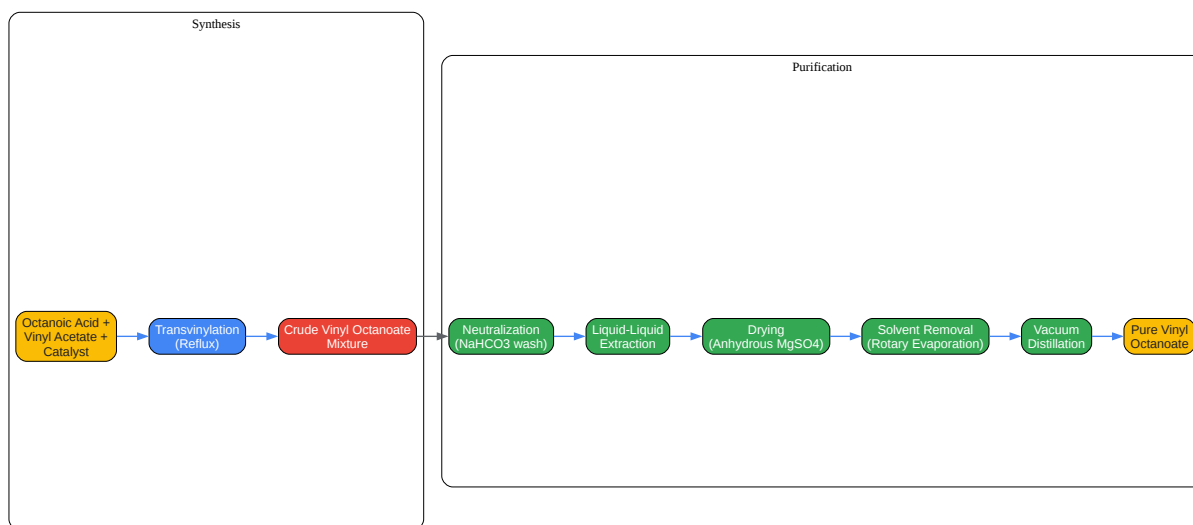 Synthesis
Purification
Octanoic Acid +
Vinyl Acetate +
Catalyst
Transvinylation
(Reflux)
Crude Vinyl Octanoate
Mixture
Neutralization
(NaHCO3 wash)
Liquid-Liquid
Extraction
Drying
(Anhydrous MgSO4)
Solvent Removal
(Rotary Evaporation)
Vacuum
Distillation
Pure Vinyl
Octanoate